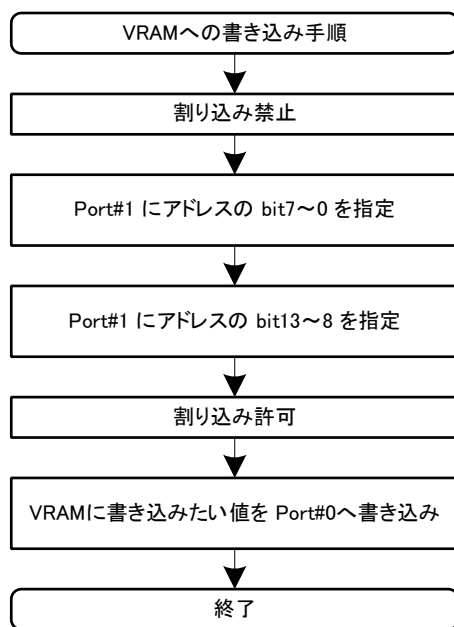 VRAMへの書き込み手順
割り込み禁止
Port#1 にアドレスの bit7～0 を指定
Port#1 にアドレスの bit13～8 を指定
割り込み許可
VRAMに書き込みたい値を Port#0へ書き込み
終了